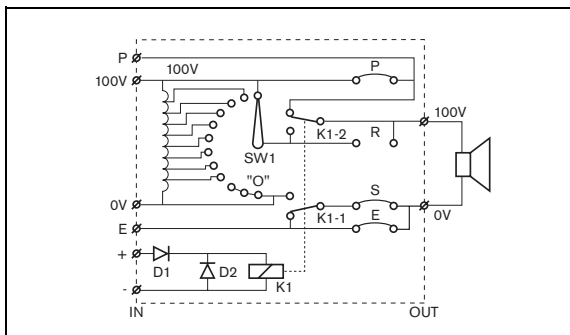 P
100V
100V
P
100V
K1-2
R
SW1
"O"
0V
S
K1-1
0V
E
E
+
D1
D2
K1
-
IN
OUT